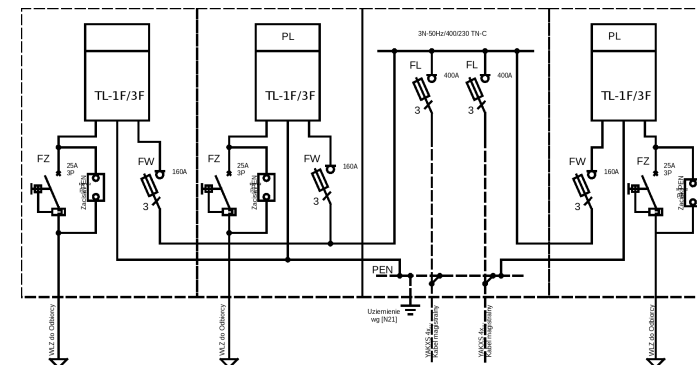 3N-50Hz/400/230 TN-C
PL
PL
TL-1F/3F
TL-1F/3F
TL-1F/3F
FL
400A
FL
400A
3
3
FZ
25A
3P
FW
160A
3
FZ
25A
3P
FW
160A
3
FW
160A
3
FZ
25A
3P
PEN
Uziemienie
wg [N21]
WLZ do Odbiorcy
WLZ do Odbiorcy
YAKXS 4x
Kabel magistralny
YAKXS 4x
Kabel magistralny
WLZ do Odbiorcy